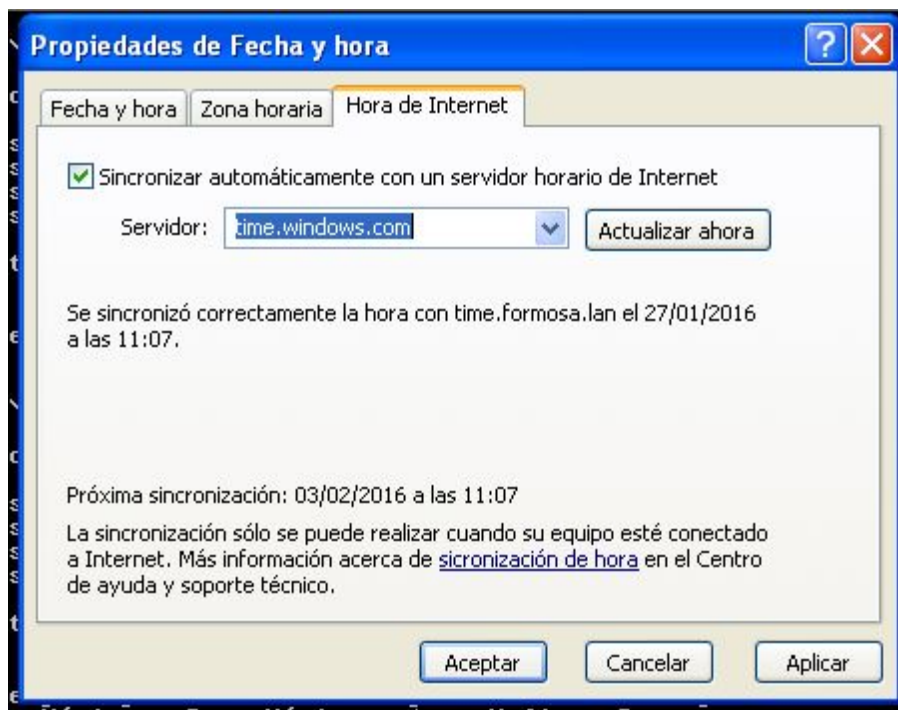 Propiedades de Fecha y hora
Fecha y hora Zona horaria Hora de Internet
Sincronizar automáticamente con un servidor horario de Internet
Servidor: time.windows.com Actualizar ahora
Se sincronizó correctamente la hora con time.formosa.lan el 27/01/2016
a las 11:07.
Próxima sincronización: 03/02/2016 a las 11:07
La sincronización sólo se puede realizar cuando su equipo esté conectado
a Internet. Más información acerca de sicronización de hora en el Centro
de ayuda y soporte técnico.
Aceptar Cancelar Aplicar